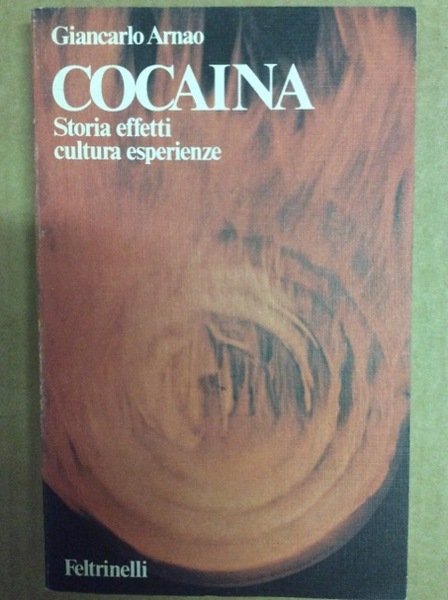 Giancarlo Arnao
COCAINA
Storia effetti
cultura esperienze
Feltrinelli